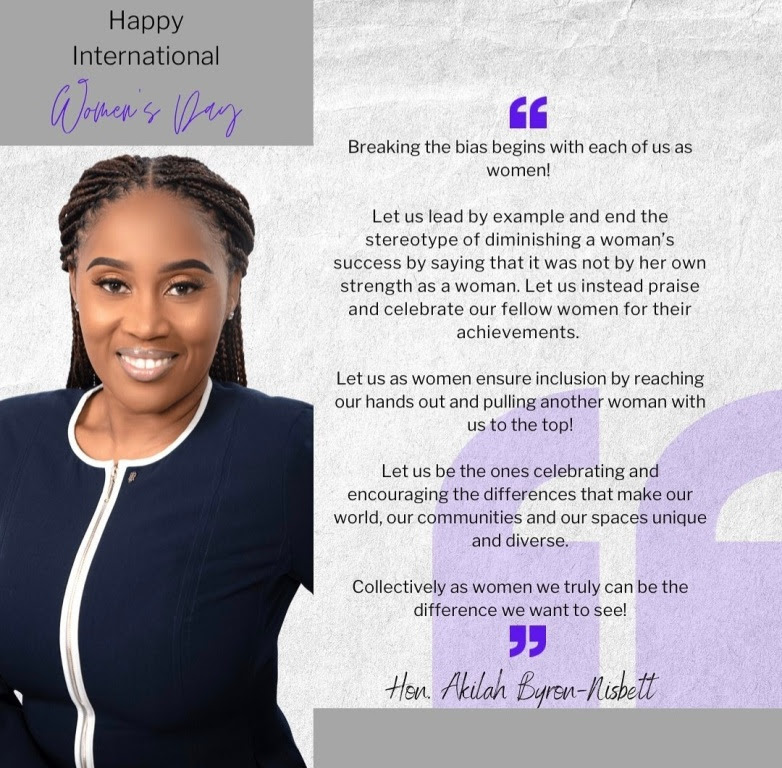 Happy
International
Women's Day
Breaking the bias begins with each of us as
women!
Let us lead by example and end the
stereotype of diminishing a woman's
success by saying that it was not by her own
strength as a woman. Let us instead praise
and celebrate our fellow women for their
achievements.
Let us as women ensure inclusion by reaching
our hands out and pulling another woman with
us to the top!
Let us be the ones celebrating and
encouraging the differences that make our
world, our communities and our spaces unique
and diverse.
Collectively as women we truly can be the
difference we want to see!
Hon. Akilah Byron-Nisbett